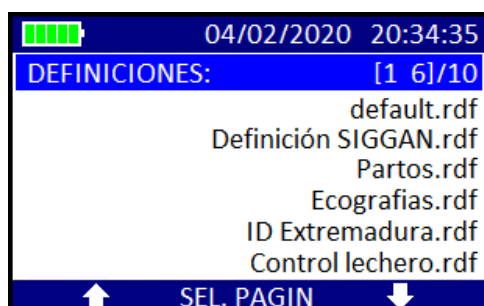 04/02/2020 20:34:35
DEFINICIONES: [1 6]/10
default.rdf
Definición SIGGAN.rdf
Partos.rdf
Ecografias.rdf
ID Extremadura.rdf
Control lechero.rdf
SEL. PAGIN